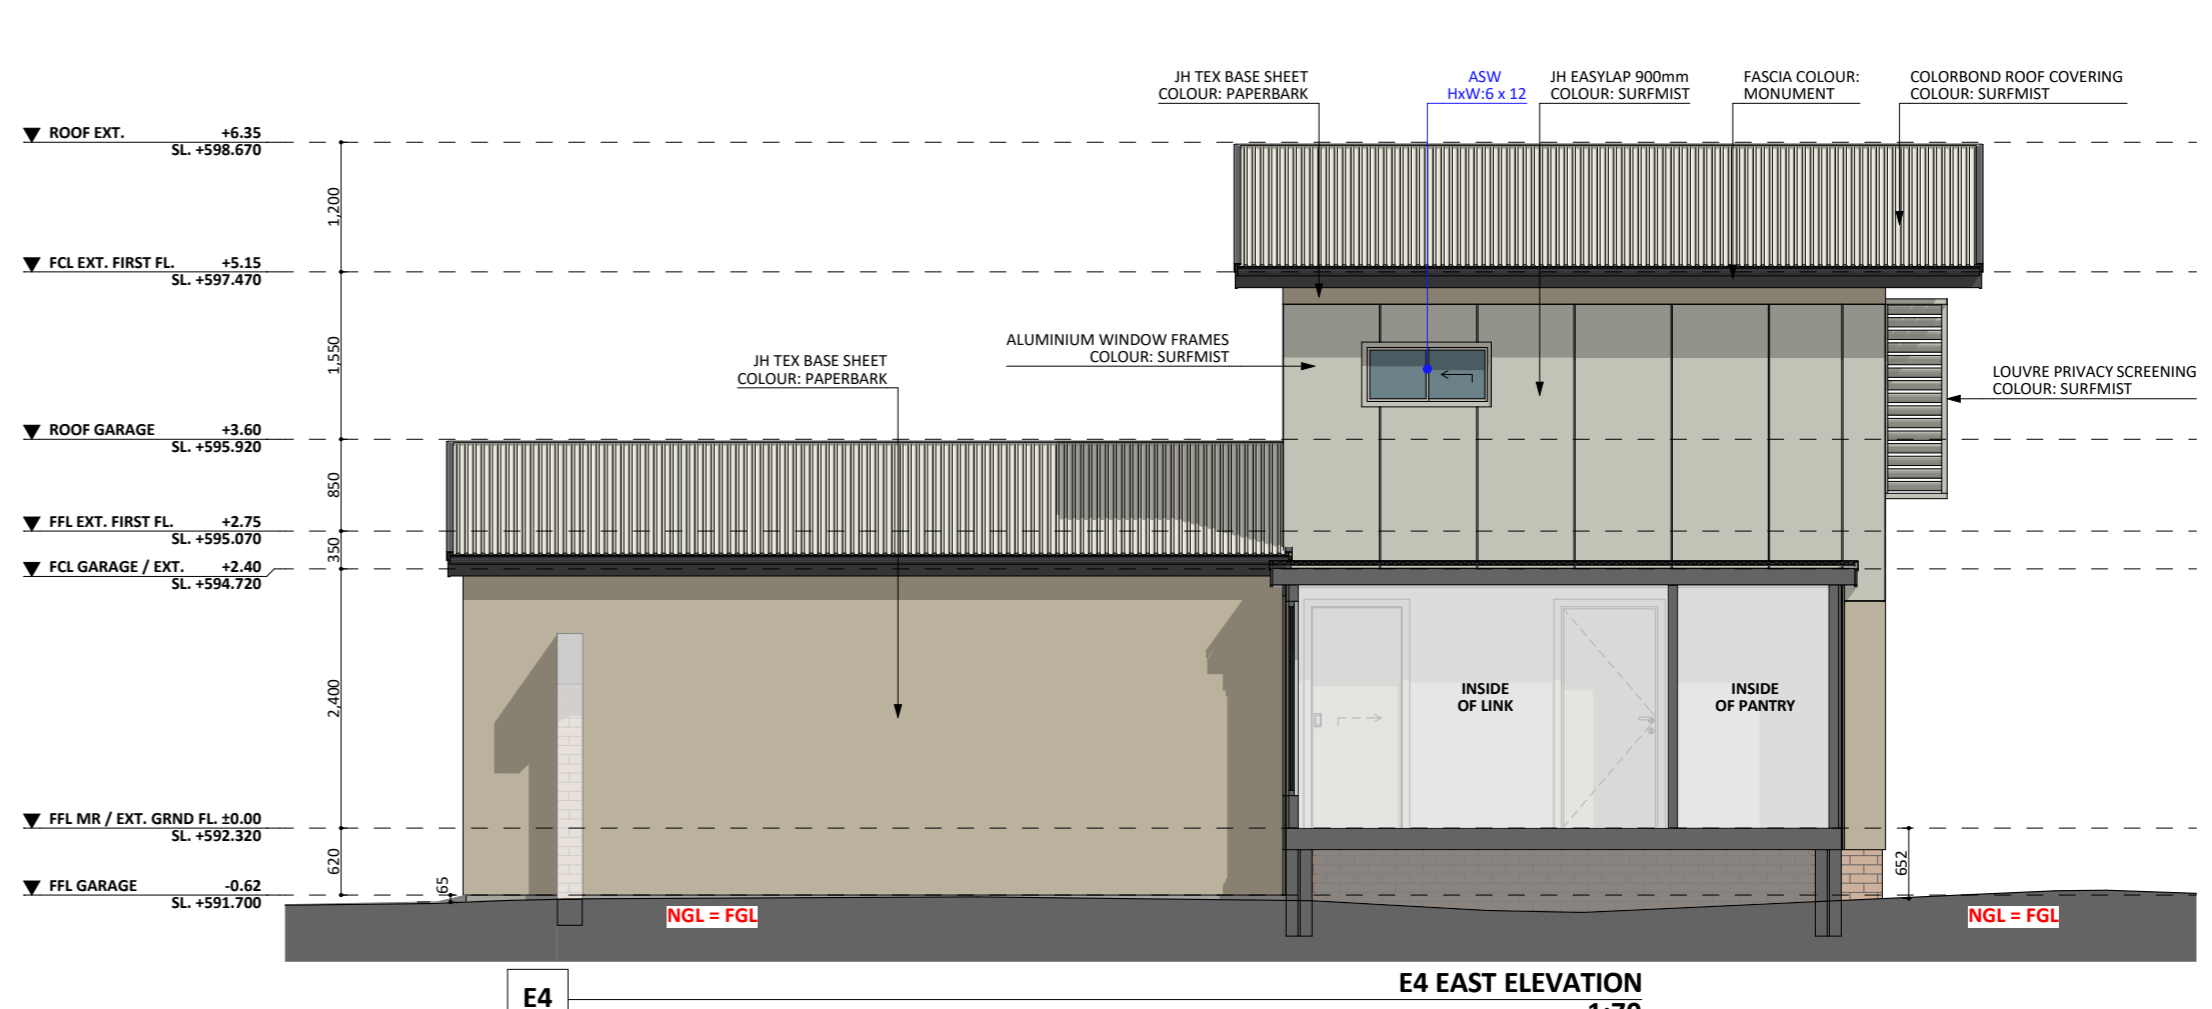 JH TEX BASE SHEET
COLOUR: PAPERBARK
ASW
HxW:6 x 12
JH EASYLAP 900mm
COLOUR: SURFMIST
FASCIA COLOUR:
MONUMENT
COLORBOND ROOF COVERING
COLOUR: SURFMIST
ROOF EXT. +6.35
SL. +598.670
1,200
FCL EXT. FIRST FL. +5.15
SL. +597.470
1,550
ALUMINIUM WINDOW FRAMES
COLOUR: SURFMIST
JH TEX BASE SHEET
COLOUR: PAPERBARK
LOUVRE PRIVACY SCREENING
COLOUR: SURFMIST
ROOF GARAGE +3.60
SL. +595.920
850
FFL EXT. FIRST FL. +2.75
SL. +595.070
350
FCL GARAGE / EXT. +2.40
SL. +594.720
2,400
INSIDE
OF LINK
INSIDE
OF PANTRY
FFL MR / EXT. GRND FL. ±0.00
SL. +592.320
620
652
FFL GARAGE -0.62
SL. +591.700
65
NGL = FGL
NGL = FGL
E4
E4 EAST ELEVATION
1:70